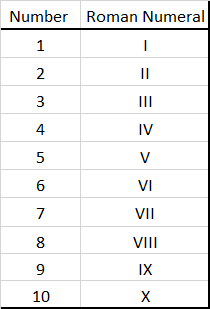 Number Roman Numeral
1 I
2 II
3 III
4 IV
5 V
6 VI
7 VII
8 VIII
9 IX
10 X